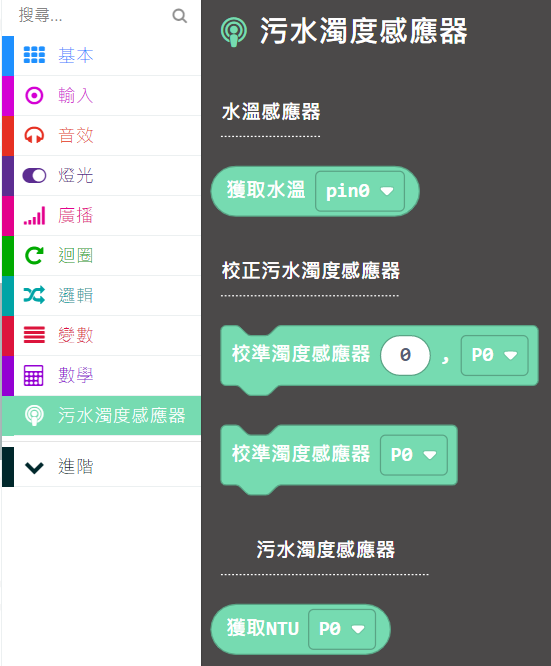 搜尋...
基本
輸入
音效
燈光
廣播
迴圈
邏輯
變數
數學
污水濁度感應器
進階
污水濁度感應器
水溫感應器
獲取水溫 pin0
校正污水濁度感應器
校準濁度感應器 0 , P0
校準濁度感應器 P0
污水濁度感應器
獲取NTU P0